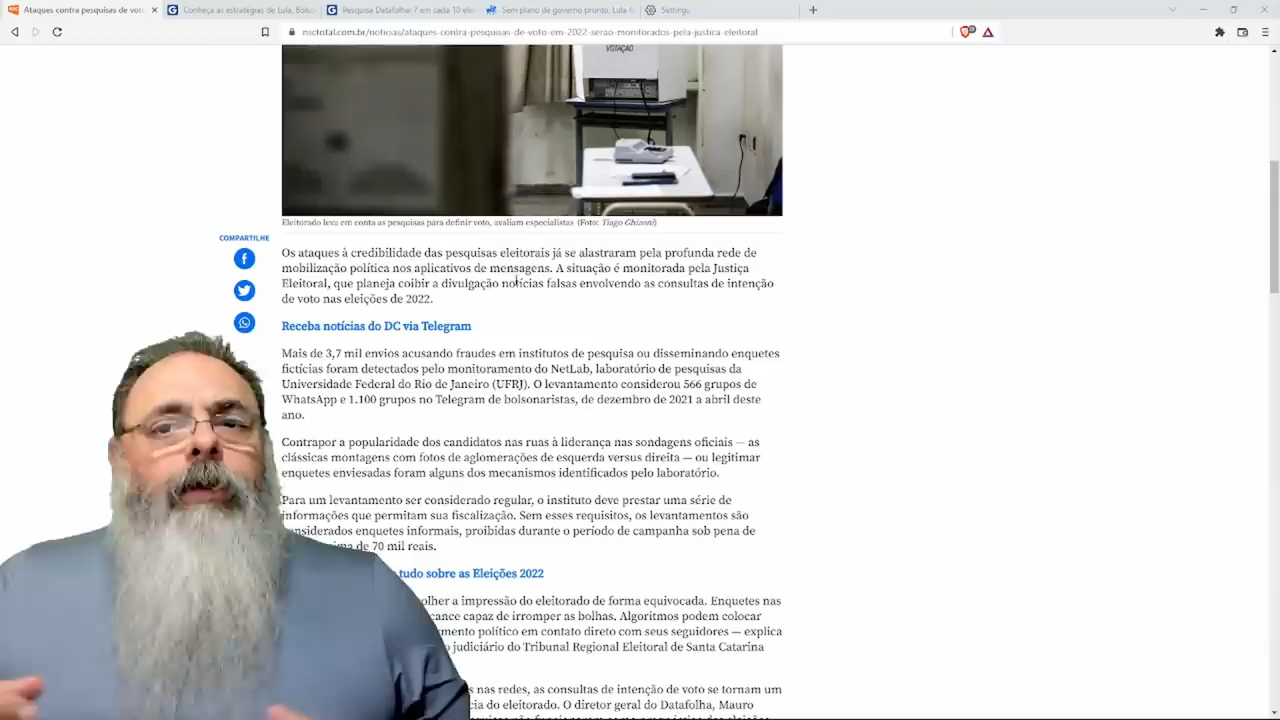 Ataques contra pesquisas de vot
Conheça as estratégias de Lula, Bolso
Pesquisa Datafolha: 7 em cada 10 ele
Sem plano de governo pronto, Lula f
Settings
nsctotal.com.br/noticias/ataques-contra-pesquisas-de-voto-em-2022-serao-monitorados-pela-justica-eleitoral
VOTAÇÃO
Eleitorado leva em conta as pesquisas para definir voto, avaliam especialistas (Foto: Tiago Ghizoni)
COMPARTILHE
Os ataques à credibilidade das pesquisas eleitorais já se alastraram pela profunda rede de
mobilização política nos aplicativos de mensagens. A situação é monitorada pela Justiça
Eleitoral, que planeja coibir a divulgação notícias falsas envolvendo as consultas de intenção
de voto nas eleições de 2022.
Receba notícias do DC via Telegram
Mais de 3,7 mil envios acusando fraudes em institutos de pesquisa ou disseminando enquetes
fictícias foram detectados pelo monitoramento do NetLab, laboratório de pesquisas da
Universidade Federal do Rio de Janeiro (UFRJ). O levantamento considerou 566 grupos de
WhatsApp e 1.100 grupos no Telegram de bolsonaristas, de dezembro de 2021 a abril deste
ano.
Contrapor a popularidade dos candidatos nas ruas à liderança nas sondagens oficiais — as
clássicas montagens com fotos de aglomerações de esquerda versus direita — ou legitimar
enquetes enviesadas foram alguns dos mecanismos identificados pelo laboratório.
Para um levantamento ser considerado regular, o instituto deve prestar uma série de
informações que permitam sua fiscalização. Sem esses requisitos, os levantamentos são
onsiderados enquetes informais, proibidas durante o período de campanha sob pena de
ima de 70 mil reais.
tudo sobre as Eleições 2022
olher a impressão do eleitorado de forma equivocada. Enquetes nas
cance capaz de irromper as bolhas. Algoritmos podem colocar
mento político em contato direto com seus seguidores — explica
o judiciário do Tribunal Regional Eleitoral de Santa Catarina
s nas redes, as consultas de intenção de voto se tornam um
cia do eleitorado. O diretor geral do Datafolha, Mauro